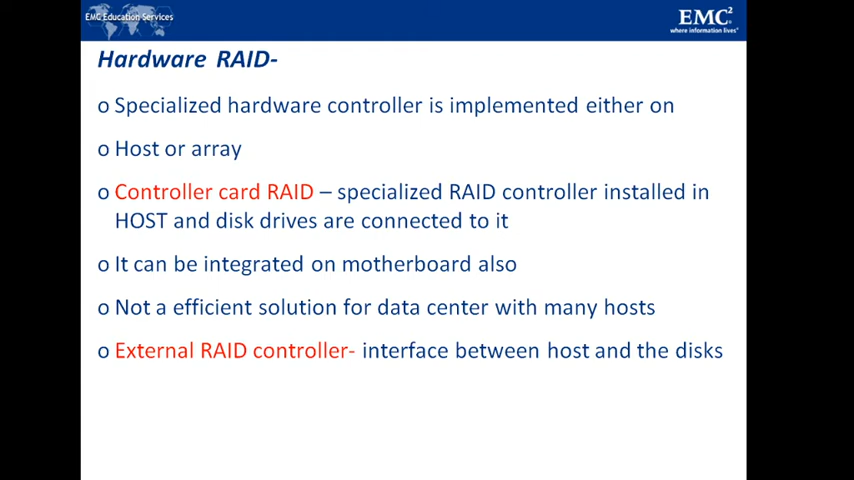 EMC Education Services
EMC²
where information lives®
Hardware RAID-
o Specialized hardware controller is implemented either on
o Host or array
o Controller card RAID – specialized RAID controller installed in
HOST and disk drives are connected to it
o It can be integrated on motherboard also
o Not a efficient solution for data center with many hosts
o External RAID controller- interface between host and the disks